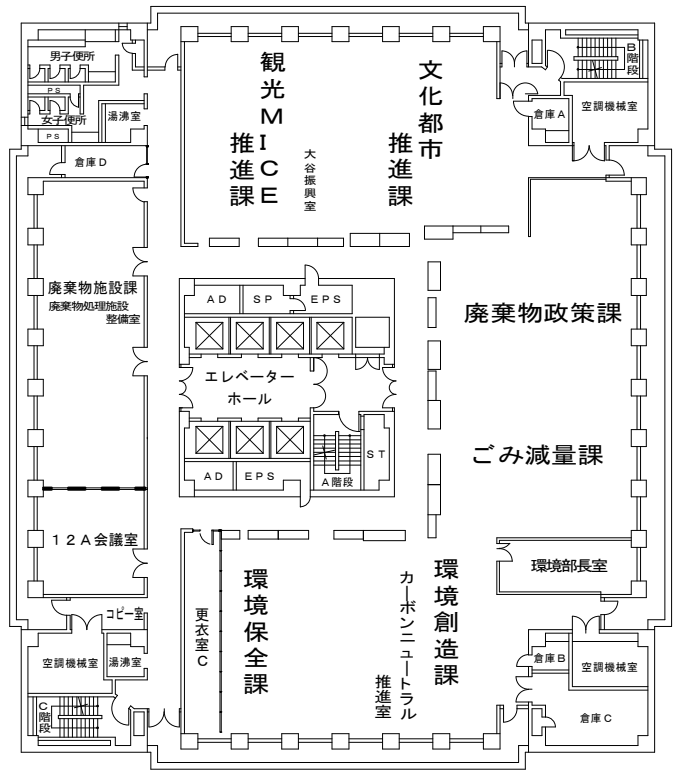 男子便所
PS
女子便所
PS
湯沸室
倉庫D
観光MICE
推進課
大谷振興室
文化都市
推進課
B階段
倉庫A
空調機械室
廃棄物施設課
廃棄物処理施設
整備室
AD
SP
EPS
エレベーター
ホール
AD
EPS
A階段
ST
廃棄物政策課
ごみ減量課
12A会議室
コピー室
空調機械室
湯沸室
C階段
更衣室C
環境保全課
環境創造課
カーボンニュートラル
推進室
環境部長室
倉庫B
空調機械室
倉庫C